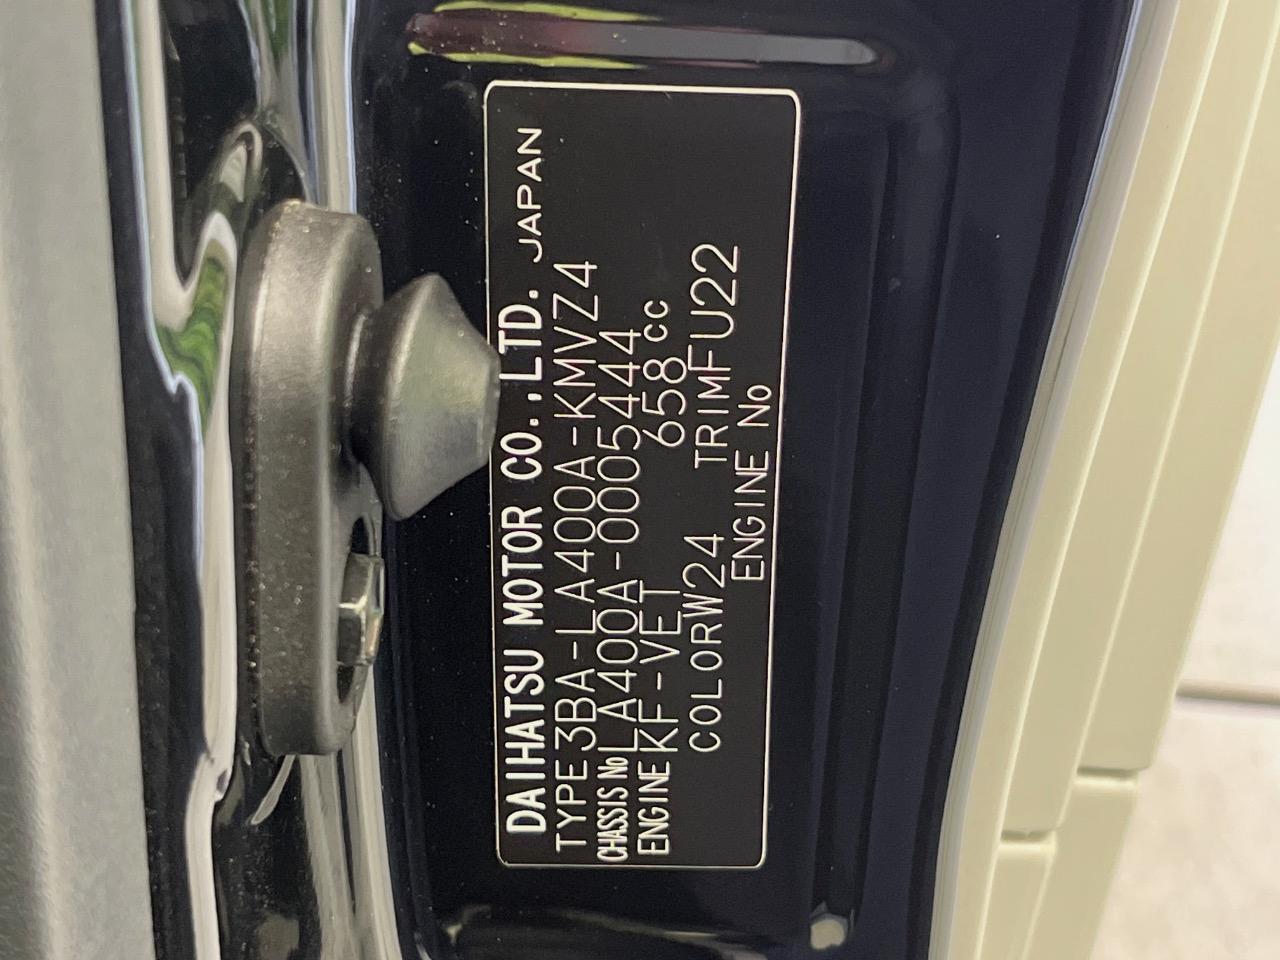 DAIHATSU MOTOR CO.,LTD. JAPAN
TYPE 3BA-LA400A-KMVZ4
CHASSIS No LA400A-0005444
ENGINE KF-VET 658cc
COLOR W24 TRIM FU22
ENGINE No